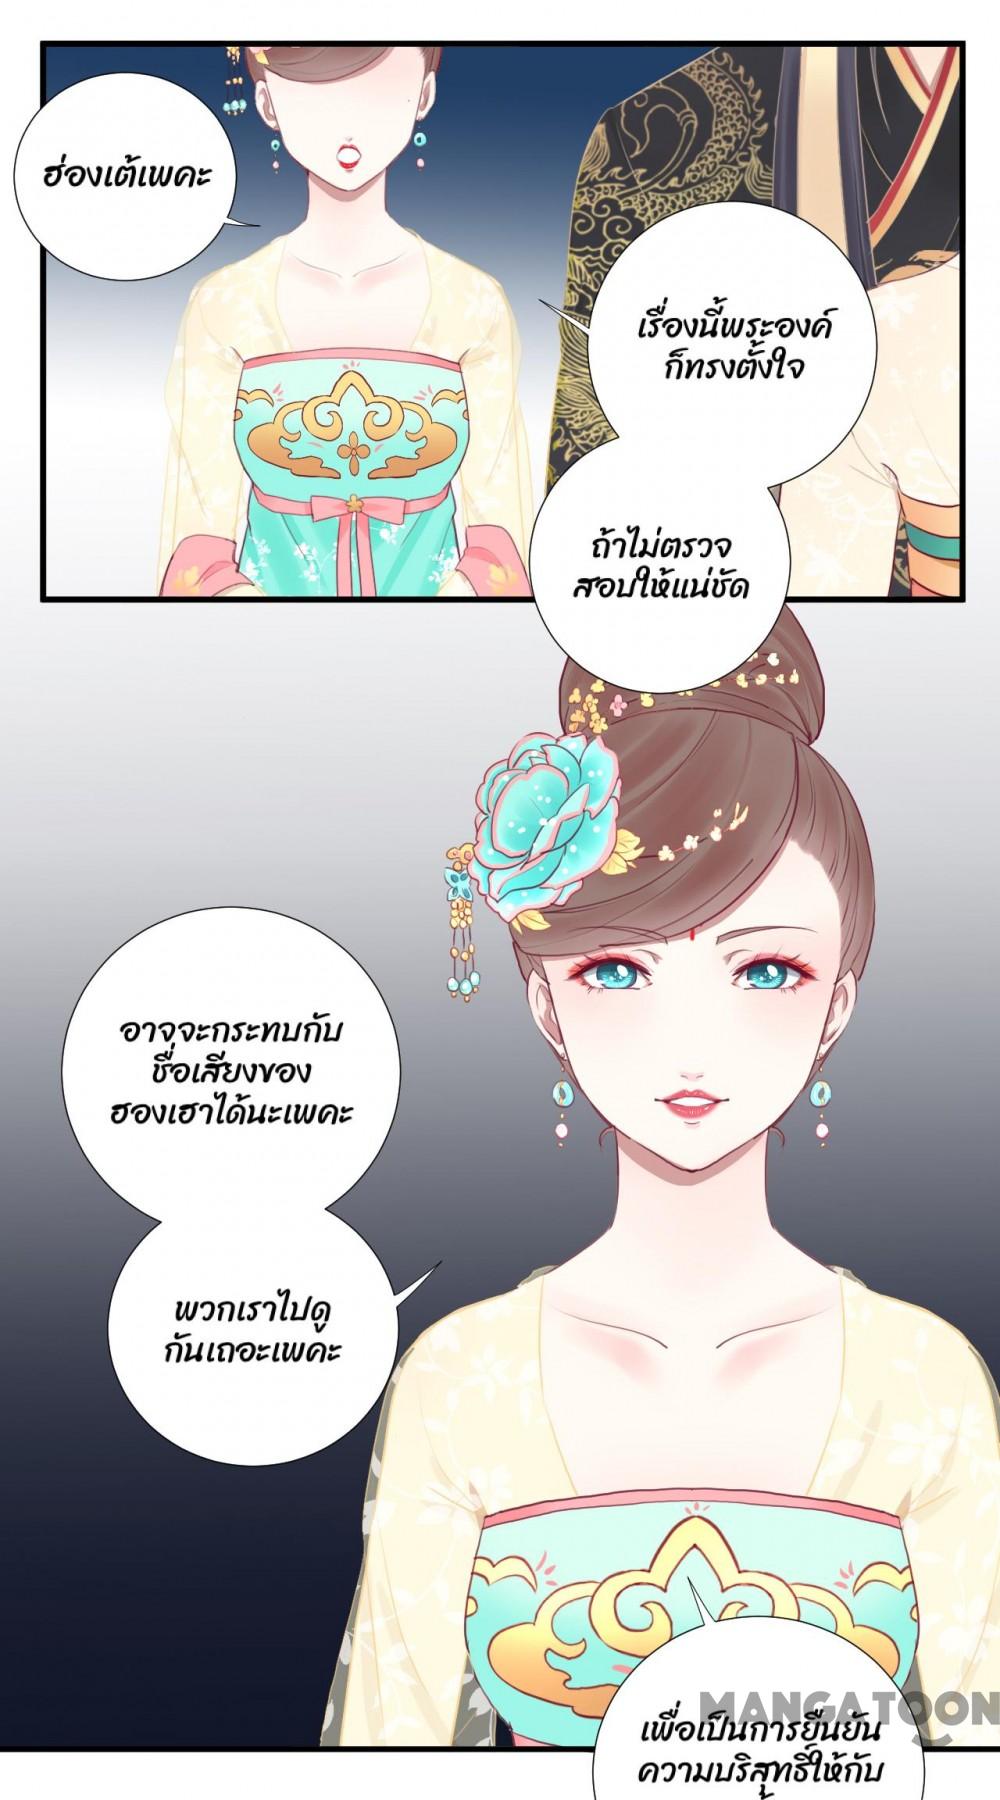 ฮ่องเต้เพคะ
เรื่องนี้พระองค์
ก็ทรงตั้งใจ
ถ้าไม่ตรวจ
สอบให้แน่ชัด
อาจจะกระทบกับ
ชื่อเสียงของ
ฮองเฮาได้นะเพคะ
พวกเราไปดู
กันเถอะเพคะ
MANGATOON
เพื่อเป็นการยืนยัน
ความบริสุทธิ์ให้กับ